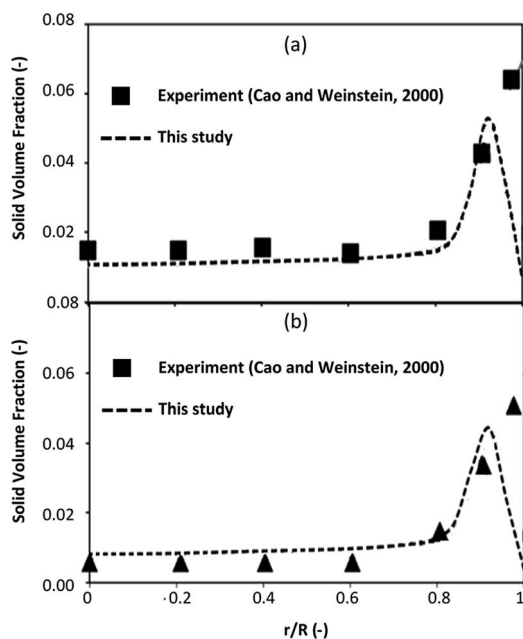 0.08
(a)
Experiment (Cao and Weinstein, 2000)
This study
0.06
0.04
0.02
Solid Volume Fraction (-)
0.08
(b)
Experiment (Cao and Weinstein, 2000)
This study
0.06
0.04
0.02
0.00
Solid Volume Fraction (-)
0 0.2 0.4 0.6 0.8 1
r/R (-)